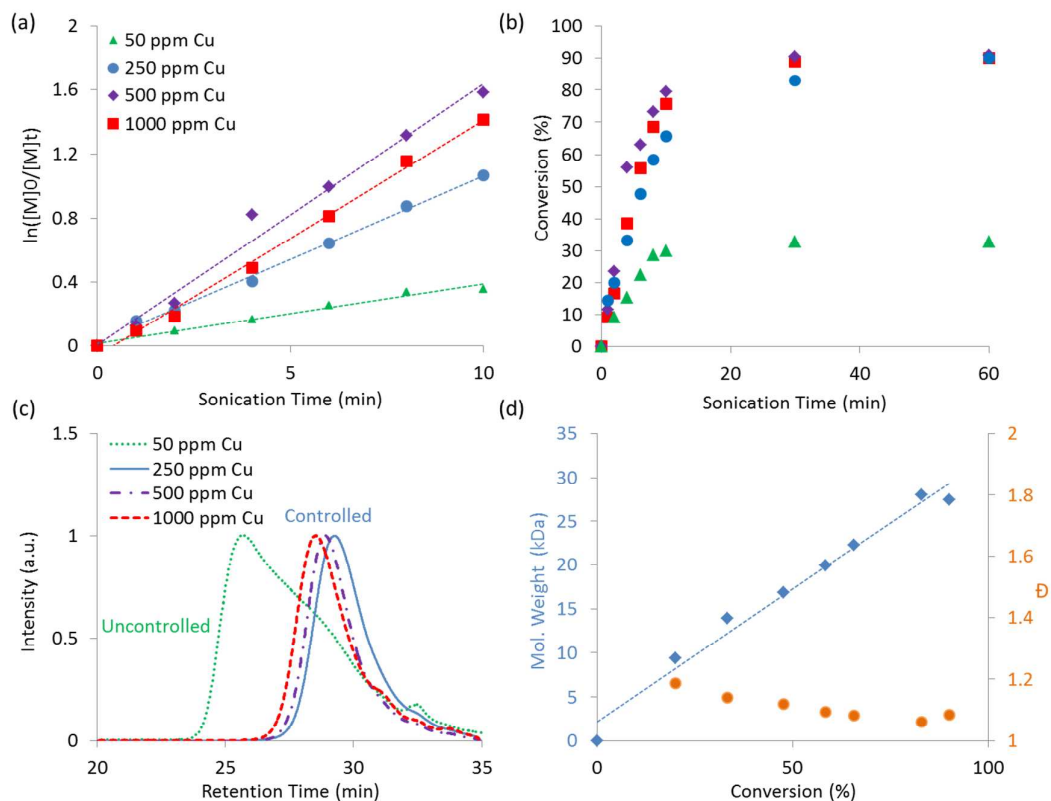 (a)
50 ppm Cu
250 ppm Cu
500 ppm Cu
1000 ppm Cu
1.6
1.2
0.8
0.4
0
ln([M]0/[M]t)
0
5
10
Sonication Time (min)
(b)
100
90
80
70
60
50
40
30
20
10
0
Conversion (%)
0
20
40
60
Sonication Time (min)
(c)
1.5
1
0.5
0
Intensity (a.u.)
50 ppm Cu
250 ppm Cu
500 ppm Cu
1000 ppm Cu
Controlled
Uncontrolled
20
25
30
35
Retention Time (min)
(d)
35
30
25
20
15
10
5
0
Mol. Weight (kDa)
2
1.8
1.6
1.4
1.2
1
Đ
0
50
100
Conversion (%)